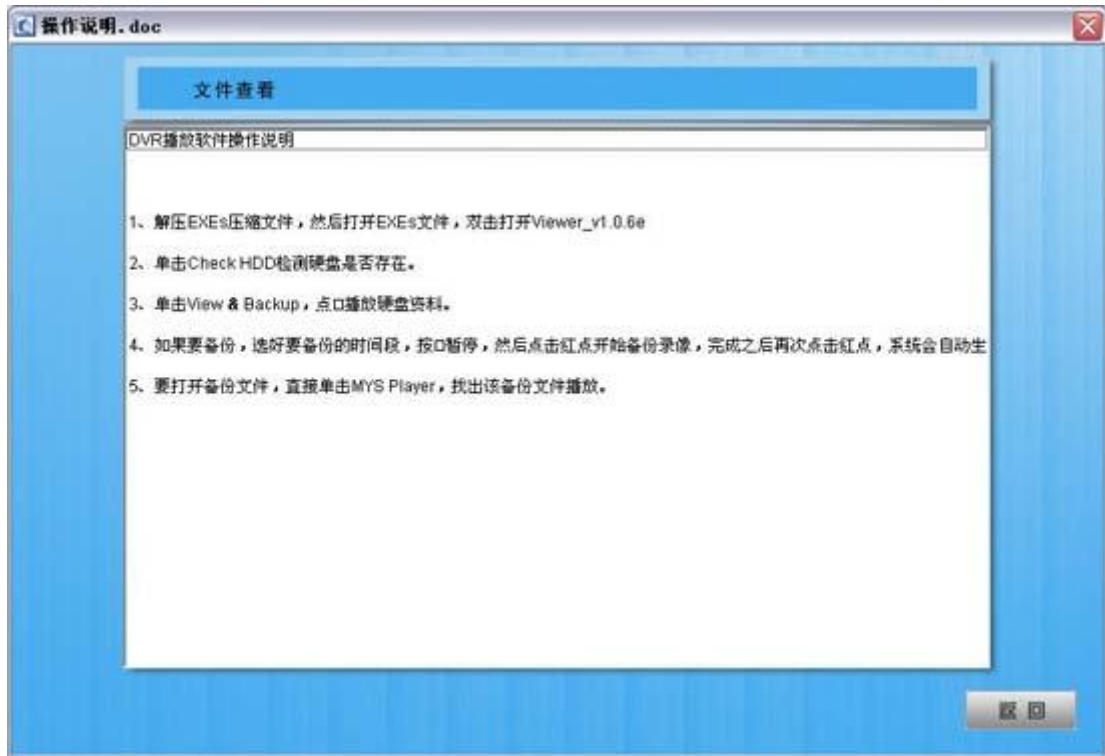 操作说明.doc
文件查看
DVR播放软件操作说明
1、解压EXEs压缩文件，然后打开EXEs文件，双击打开Viewer_v1.0.6e
2、单击Check HDD检测硬盘是否存在。
3、单击View & Backup，点□播放硬盘资料。
4、如果要备份，选好要备份的时间段，按□暂停，然后点击红点开始备份录像，完成之后再次点击红点，系统会自动生
5、要打开备份文件，直接单击MYS Player，找出该备份文件播放。
返回